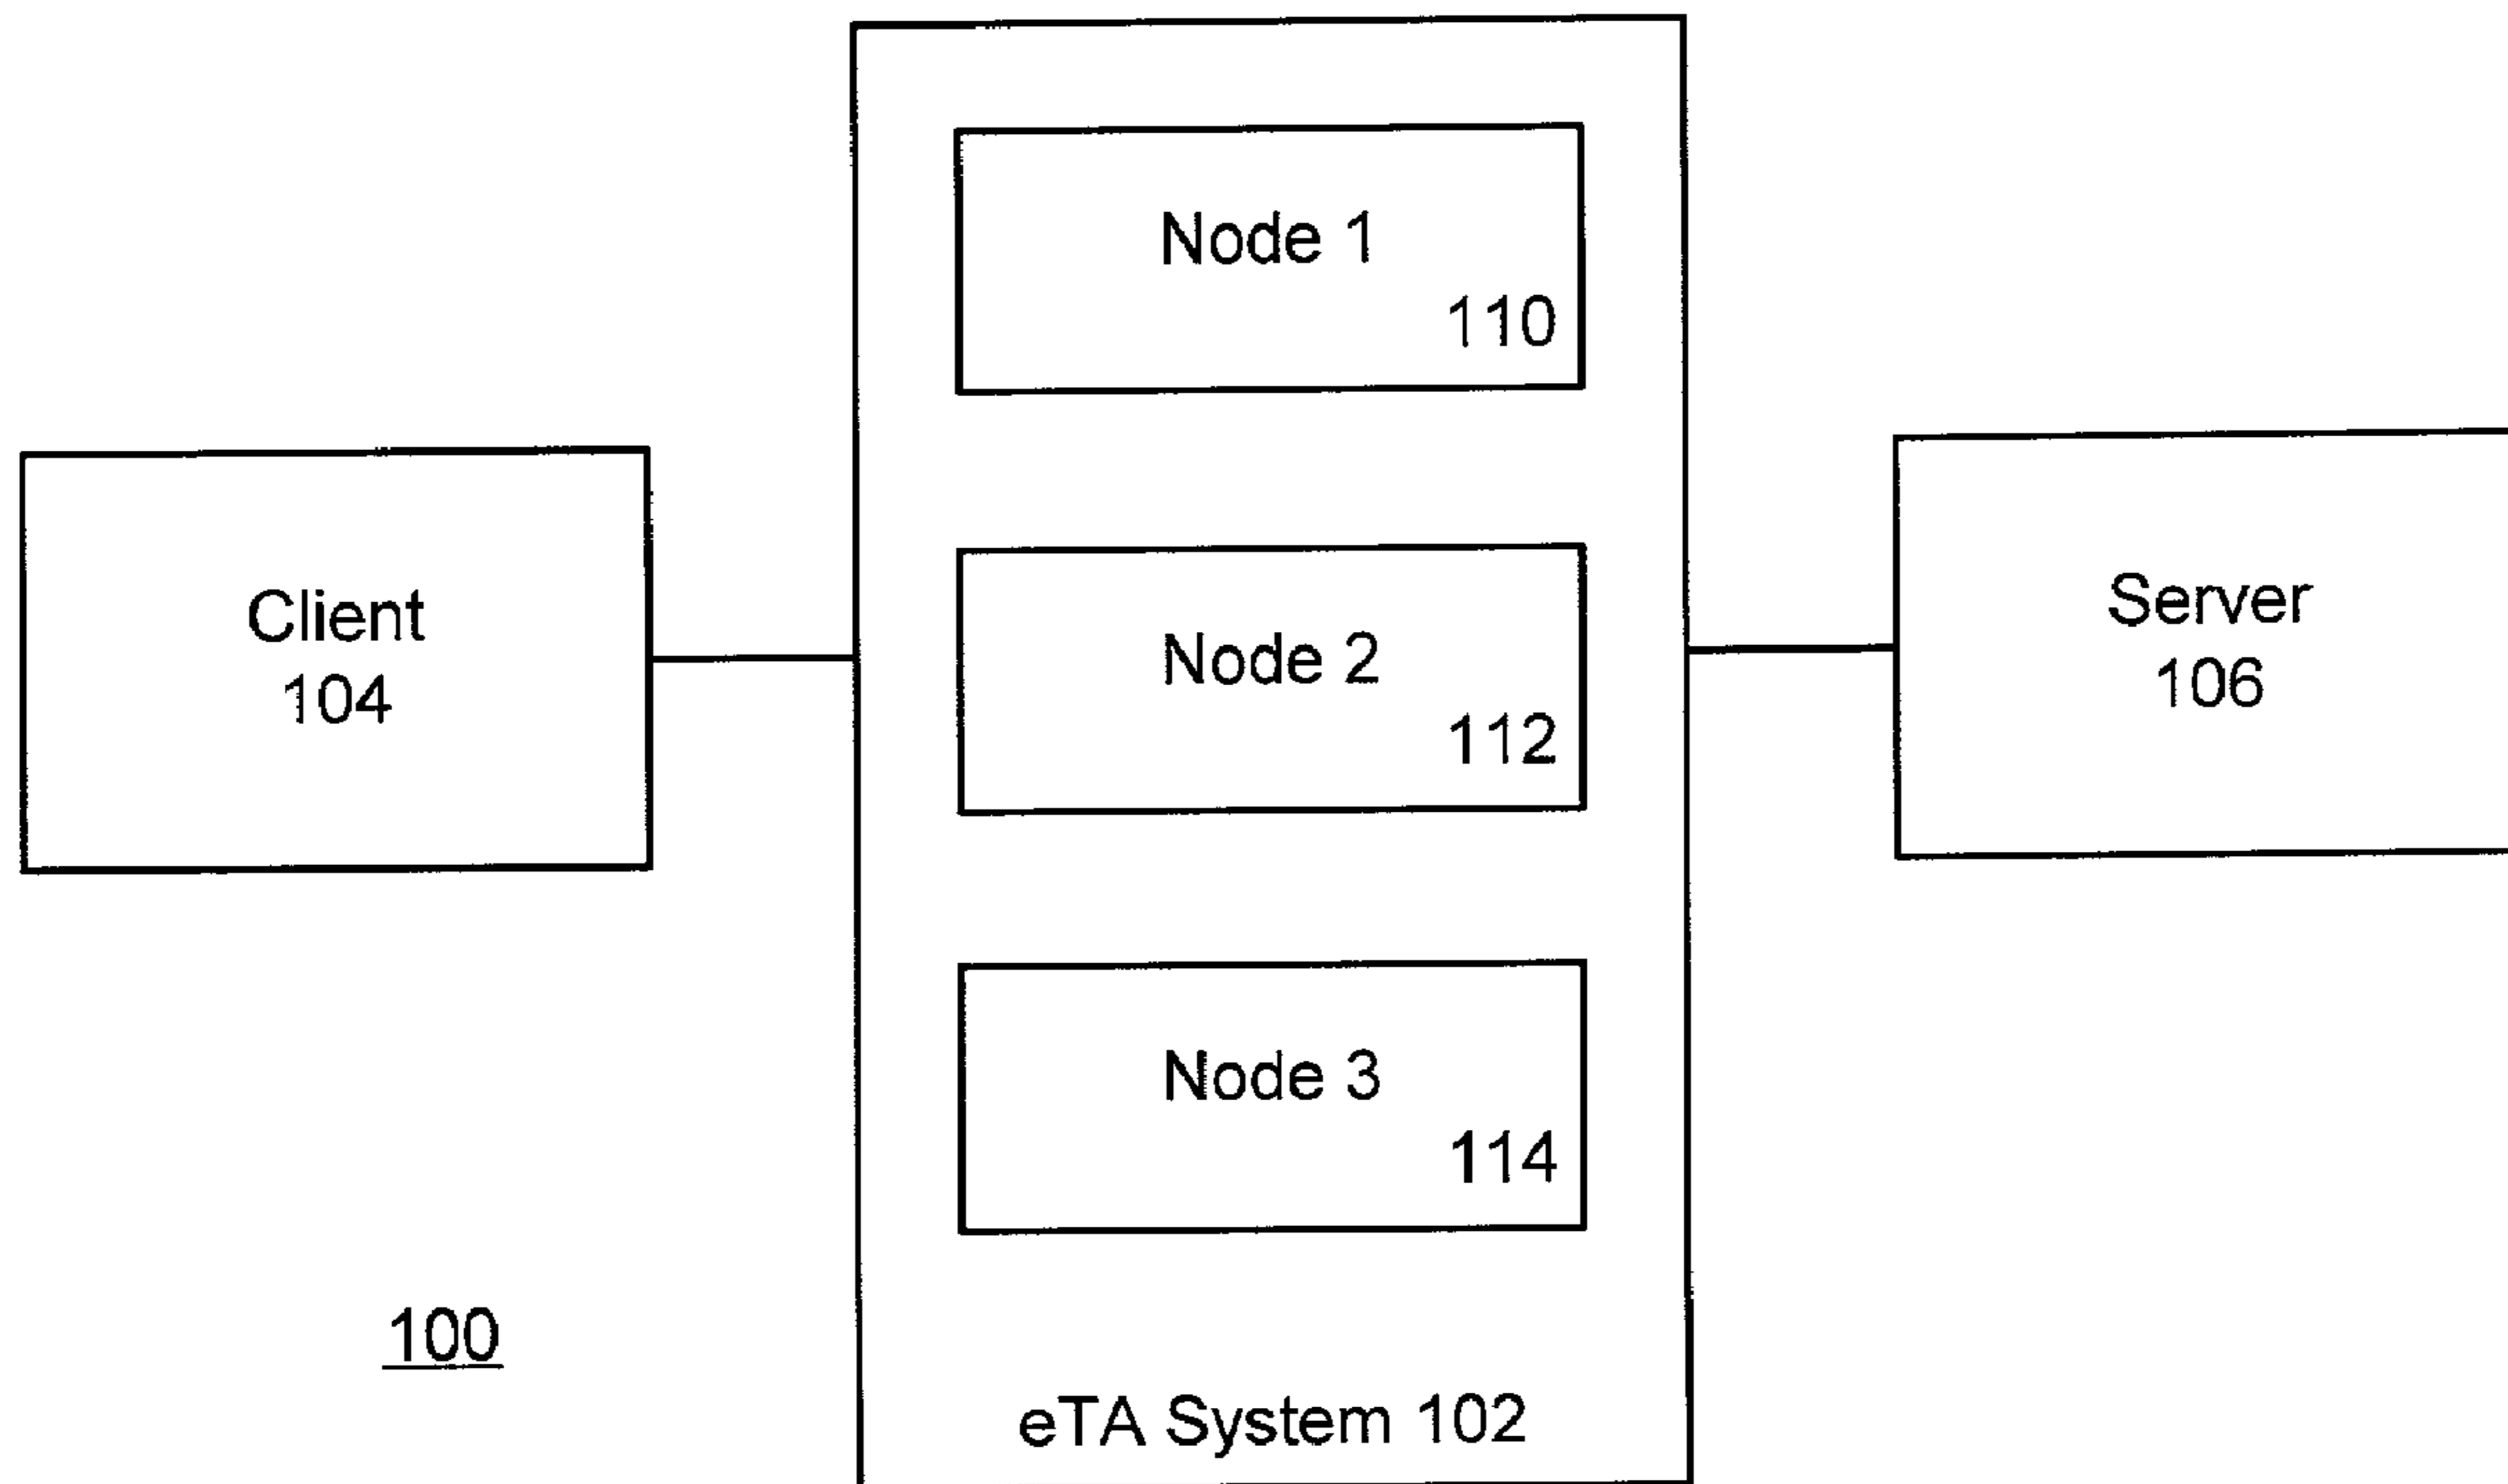 Node 1
110
Client
104
Node 2
112
Server
106
Node 3
114
100
eTA System 102